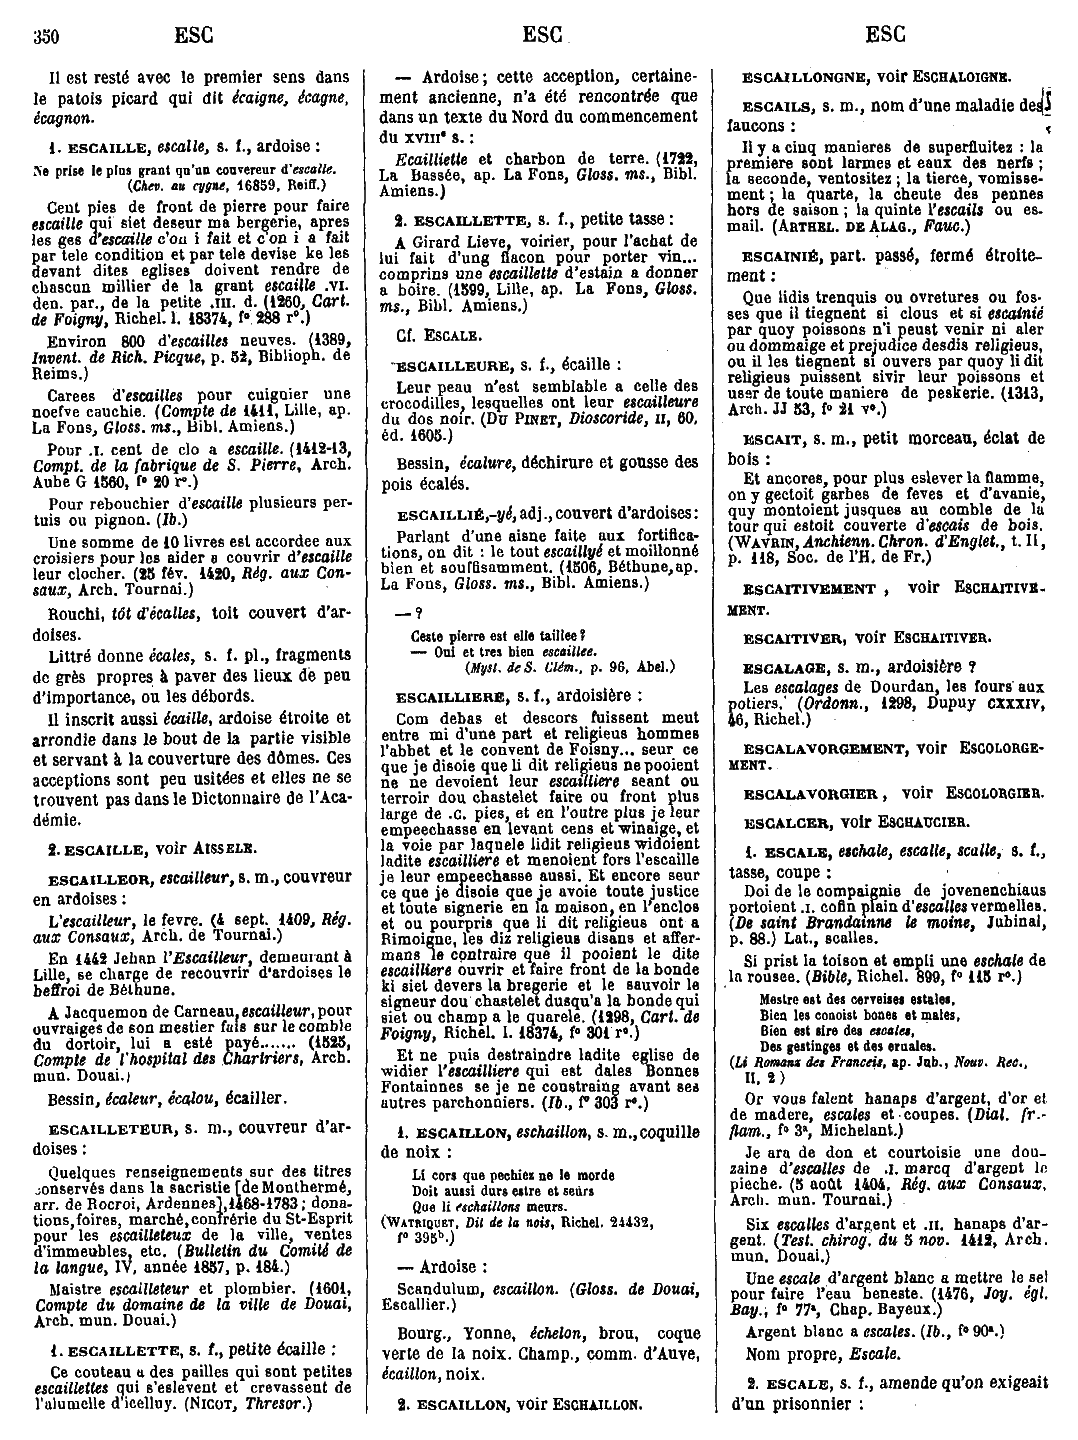 350 ESC ESC ESC
Il est resté avec le premier sens dans
le patois picard qui dit écaigne, écagne,
écagnon.
1. ESCAILLE, escalle, s. f., ardoise :
Ne prise le plus grant qu'un couvereur d'escalle.
(Chev. au cygne, 16859, Reiff.)
Cent pies de front de pierre pour faire
escaille qui siet deseur ma bergerie, apres
les ges d'escaille c'on i fait et c'on i a fait
par tele condition et par tele devise ke les
devant dites eglises doivent rendre de
chascun millier de la grant escaille .VI.
den. par., de la petite .III. d. (1260, Cart.
de Foigny, Richel. l. 18374, f° 288 r°.)
Environ 800 d'escailles neuves. (1389,
Invent. de Rich. Picque, p. 52, Biblioph. de
Reims.)
Carees d'escailles pour cuignier une
noefve cauchie. (Compte de 1411, Lille, ap.
La Fons, Gloss. ms., Bibl. Amiens.)
Pour .I. cent de clo a escaille. (1412-13,
Compt. de la fabrique de S. Pierre, Arch.
Aube G 1560, f° 20 r°.)
Pour rebouchier d'escaille plusieurs per-
tuis ou pignon. (Ib.)
Une somme de 10 livres est accordee aux
croisiers pour les aider a couvrir d'escaille
leur clocher. (25 fév. 1420, Rég. aux Con-
saux, Arch. Tournai.)
Rouchi, tôt d'écalles, toit couvert d'ar-
doises.
Littré donne écales, s. f. pl., fragments
de grès propres à paver des lieux de peu
d'importance, où les débords.
Il inscrit aussi écaille, ardoise étroite et
arrondie dans le bout de la partie visible
et servant à la couverture des dômes. Ces
acceptions sont peu usitées et elles ne se
trouvent pas dans le Dictonnaire de l'Aca-
démie.
2. ESCAILLE, voir AISSELE.
ESCAILLEOR, escailleur, s. m., couvreur
en ardoises :
L'escailleur, le fevre. (4 sept. 1409, Rég.
aux Consaux, Arch. de Tournai.)
En 1442 Jehan l'Escailleur, demeurant à
Lille, se charge de recouvrir d'ardoises le
beffroi de Béthune.
A Jacquemon de Carneau, escailleur, pour
ouvraiges de son mestier fais sur le comble
du dortoir, lui a esté payé...... (1525,
Compte de l'hospital des Chartriers, Arch.
mun. Douai.)
Bessin, écaleur, écalou, écailler.
ESCAILLETEUR, s. m., couvreur d'ar-
doises :
Quelques renseignements sur des titres
conservés dans la sacristie [de Monthermé,
arr. de Rocroi, Ardennes], 1468-1783 ; dona-
tions, foires, marché, confrérie du St-Esprit
pour les escailleteux de la ville, ventes
d'immeubles, etc. (Bulletin du Comité de
la langue, IV, année 1857, p. 184.)
Maistre escailleteur et plombier. (1601,
Compte du domaine de la ville de Douai,
Arch. mun. Douai.)
1. ESCAILLETTE, s. f., petite écaille :
Ce couteau a des pailles qui sont petites
escaillettes qui s'eslevent et crevassent de
l'alumelle d'icelluy. (NICOT, Thresor.)
— Ardoise ; cette acception, certaine-
ment ancienne, n'a été rencontrée que
dans un texte du Nord du commencement
du XVIII° s. :
Ecailliette et charbon de terre. (1722,
La Bassée, ap. La Fons, Gloss. ms., Bibl.
Amiens.)
2. ESCAILLETTE, s. f., petite tasse :
A Girard Lieve, voirier, pour l'achat de
lui fait d'ung flacon pour porter vin...
comprins une escaillette d'estain a donner
a boire. (1599, Lille, ap. La Fons, Gloss.
ms., Bibl. Amiens.)
Cf. ESCALE.
ESCAILLEURE, s. f., écaille :
Leur peau n'est semblable a celle des
crocodilles, lesquelles ont leur escailleure
du dos noir. (DU PINET, Dioscoride, II, 60,
éd. 1605.)
Bessin, écalure, déchirure et gousse des
pois écalés.
ESCAILLIÉ, -yé, adj., couvert d'ardoises :
Parlant d'une aisne faite aux fortifica-
tions, on dit : le tout escaillyé et moillonné
bien et souffisamment. (1506, Béthune, ap.
La Fons, Gloss. ms., Bibl. Amiens.)
— ?
Ceste pierre est elle taillee ?
— Oui et tres bien escaillee.
(Myst. de S. Clém., p. 96, Abel.)
ESCAILLIERE, s. f., ardoisière :
Com debas et descors fuissent meut
entre mi d'une part et religieus hommes
l'abbet et le convent de Foisny... seur ce
que je disoie que li dit religieus ne pooient
ne ne devoient leur escailliere seant ou
terroir dou chastelet faire ou front plus
large de .C. pies, et en l'outre plus je leur
empeechasse en levant cens et winaige, et
la voie par laquele lidit religieus widoient
ladite escailliere et menoient fors l'escaille
je leur empeechasse aussi. Et encore seur
ce que je disoie que je avoie toute justice
et toute signerie en la maison, en l'enclos
et ou pourpris que li dit religieus ont a
Rimoigne, les diz religieus disans et affer-
mans le contraire que il pooient le dite
escailliere ouvrir et faire front de la bonde
ki siet devers la bregerie et le sauvoir le
signeur dou chastelet dusqu'a la bonde qui
siet ou champ a le quarele. (1298, Cart. de
Foigny, Richel. l. 18374, f° 301 r°.)
Et ne puis destraindre ladite eglise de
widier l'escailliere qui est dales Bonnes
Fontainnes se je ne constraing avant ses
autres parchonniers. (Ib., f° 303 r°.)
1. ESCAILLON, eschaillon, s. m., coquille
de noix :
Li cors que pechiez ne le morde
Doit aussi durs estre et seürs
Que li eschaillons meurs.
(WATRIQUET, Dit de la nois, Richel. 24432,
f° 395ᵇ.)
— Ardoise :
Scandulum, escaillon. (Gloss. de Douai,
Escallier.)
Bourg., Yonne, échelon, brou, coque
verte de la noix. Champ., comm. d'Auve,
écaillon, noix.
2. ESCAILLON, voir ESCHAILLON.
ESCAILLONGNE, voir ESCHALOIGNE.
ESCAILS, s. m., nom d'une maladie des
faucons :
Il y a cinq manieres de superfluitez : la
premiere sont larmes et eaux des nerfs ;
la seconde, ventositez ; la tierce, vomisse-
ment ; la quarte, la cheute des pennes
hors de saison ; la quinte l'escails ou es-
mail. (ARTHEL. DE ALAG., Fauc.)
ESCAINIÉ, part. passé, fermé étroite-
ment :
Que lidis trenquis ou ovretures ou fos-
ses que il tiegnent si clous et si escainié
par quoy poissons n'i peust venir ni aler
ou dommaige et prejudice desdis religieus,
ou il les tiegnent si ouvers par quoy li dit
religieus puissent sivir leur poissons et
user de toute maniere de peskerie. (1313,
Arch. JJ 53, f° 21 v°.)
ESCAIT, s. m., petit morceau, éclat de
bois :
Et ancores, pour plus eslever la flamme,
on y gectoit garbes de feves et d'avanie,
quy montoient jusques au comble de la
tour qui estoit couverte d'escais de bois.
(WAVRIN, Anchienn. Chron. d'Englet., t. II,
p. 118, Soc. de l'H. de Fr.)
ESCAITIVEMENT , voir ESCHAITIVE-
MENT.
ESCAITIVER, voir ESCHAITIVER.
ESCALAGE, s. m., ardoisière ?
Les escalages de Dourdan, les fours aux
potiers. (Ordonn., 1298, Dupuy CXXXIV,
46, Richel.)
ESCALAVORGEMENT, voir ESCOLORGE-
MENT.
ESCALAVORGIER, voir ESCOLORGIER.
ESCALCER, voir ESCHAUCIER.
1. ESCALE, eschale, escalle, scalle, s. f.,
tasse, coupe :
Doi de le compaignie de jovenenchiaus
portoient .I. cofin plain d'escalles vermelles.
(De saint Brandainne le moine, Jubinal,
p. 88.) Lat., scalles.
Si prist la toison et empli une eschale de
la rousee. (Bible, Richel. 899, f° 115 r°.)
Mestre est des cerveises estales,
Bien les conoist bones et males,
Bien est sire des escales,
Des gestinges et des eruales.
(Li Romanz des Franceis, ap. Jub., Nouv. Rec.,
II, 2)
Or vous falent hanaps d'argent, d'or et
de madere, escales et coupes. (Dial. fr.-
flam., f° 3ᵃ, Michelant.)
Je ara de don et courtoisie une dou-
zaine d'escalles de .I. marcq d'argent le
pieche. (5 août 1404, Rég. aux Consaux,
Arch. mun. Tournai.)
Six escalles d'argent et .II. hanaps d'ar-
gent. (Test. chirog. du 5 nov. 1412, Arch.
mun. Douai.)
Une escale d'argent blanc a mettre le sel
pour faire l'eau beneste. (1476, Joy. égl.
Bay., f° 77ᵃ, Chap. Bayeux.)
Argent blanc a escales. (Ib., f° 90ᵃ.)
Nom propre, Escale.
2. ESCALE, s. f., amende qu'on exigeait
d'un prisonnier :